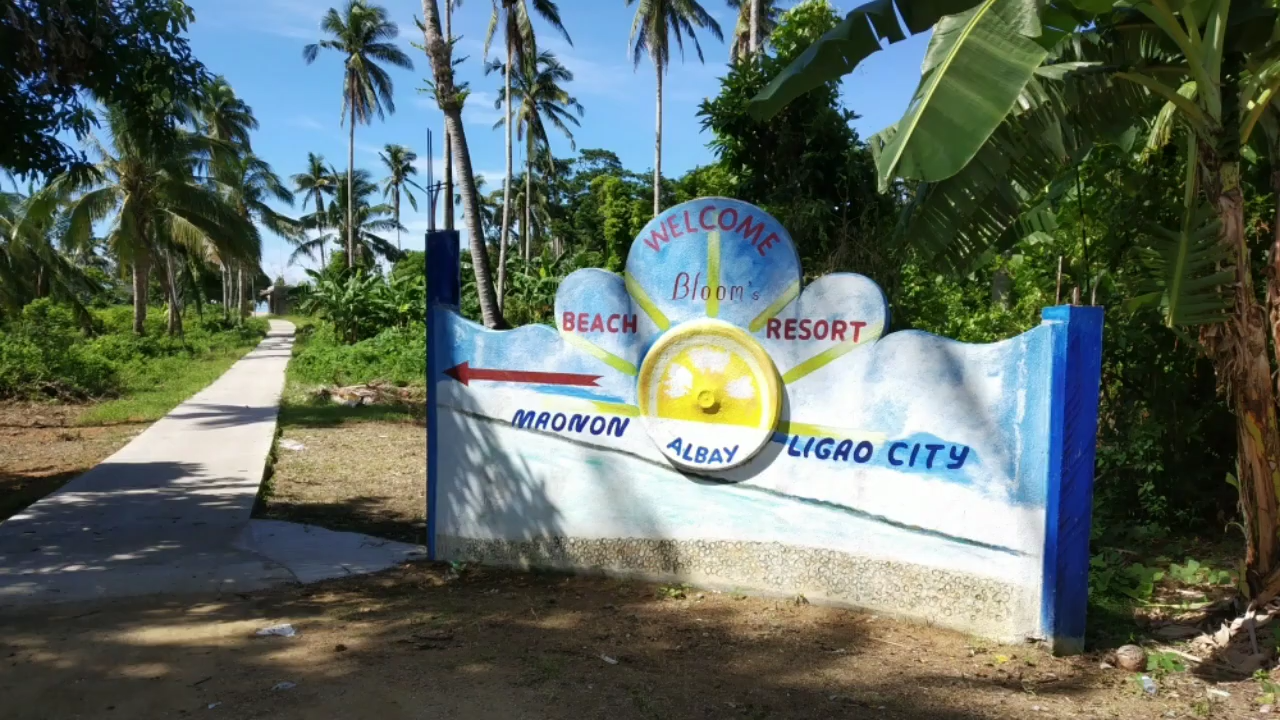 WELCOME
Bloom's
BEACH RESORT
MAONON
ALBAY
LIGAO CITY